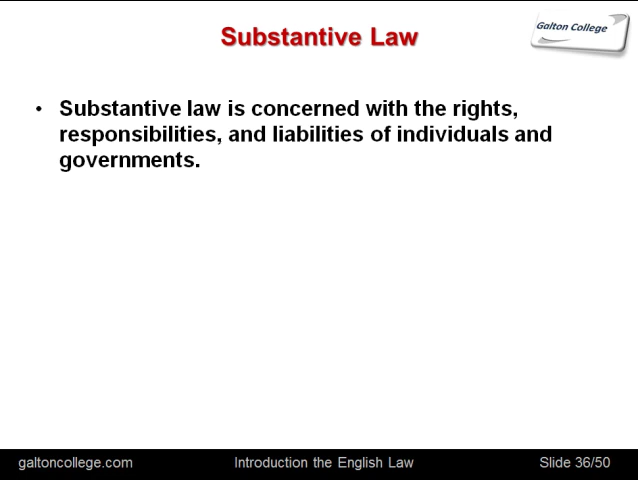 Substantive Law
Galton College
• Substantive law is concerned with the rights,
responsibilities, and liabilities of individuals and
governments.
galtoncollege.com
Introduction the English Law
Slide 36/50